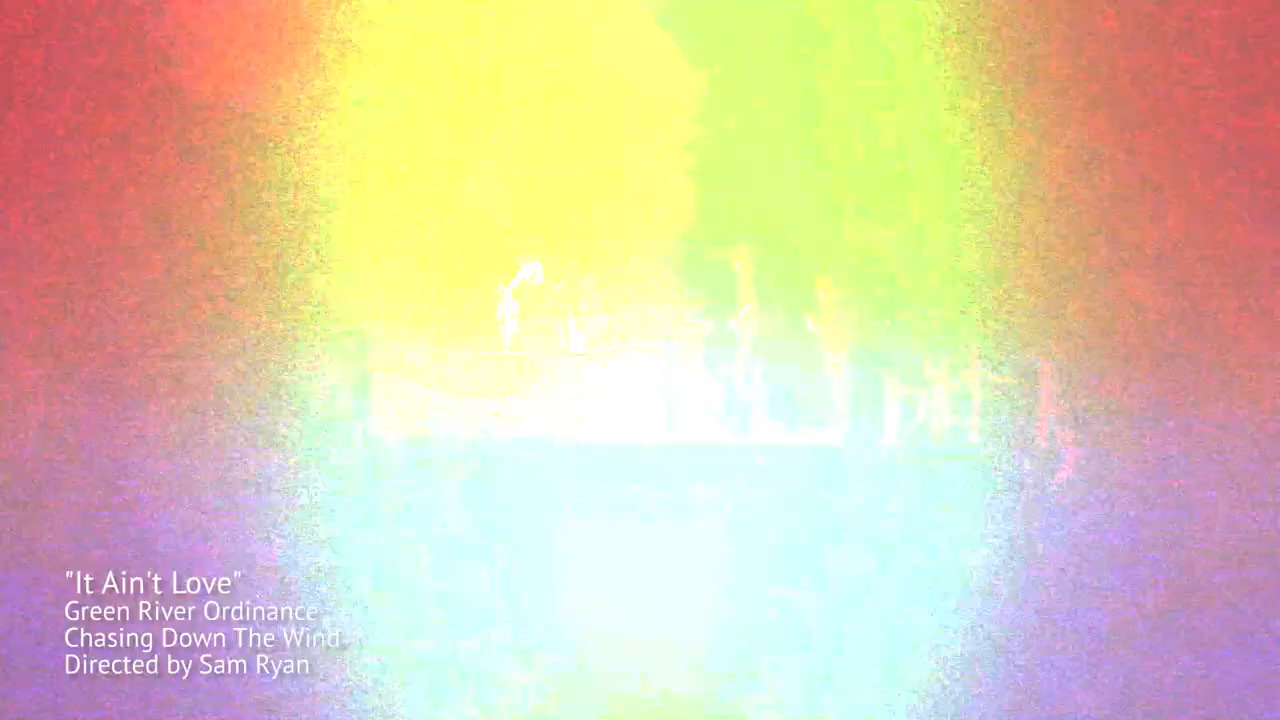 "It Ain't Love"
Green River Ordinance
Chasing Down The Wind
Directed by Sam Ryan